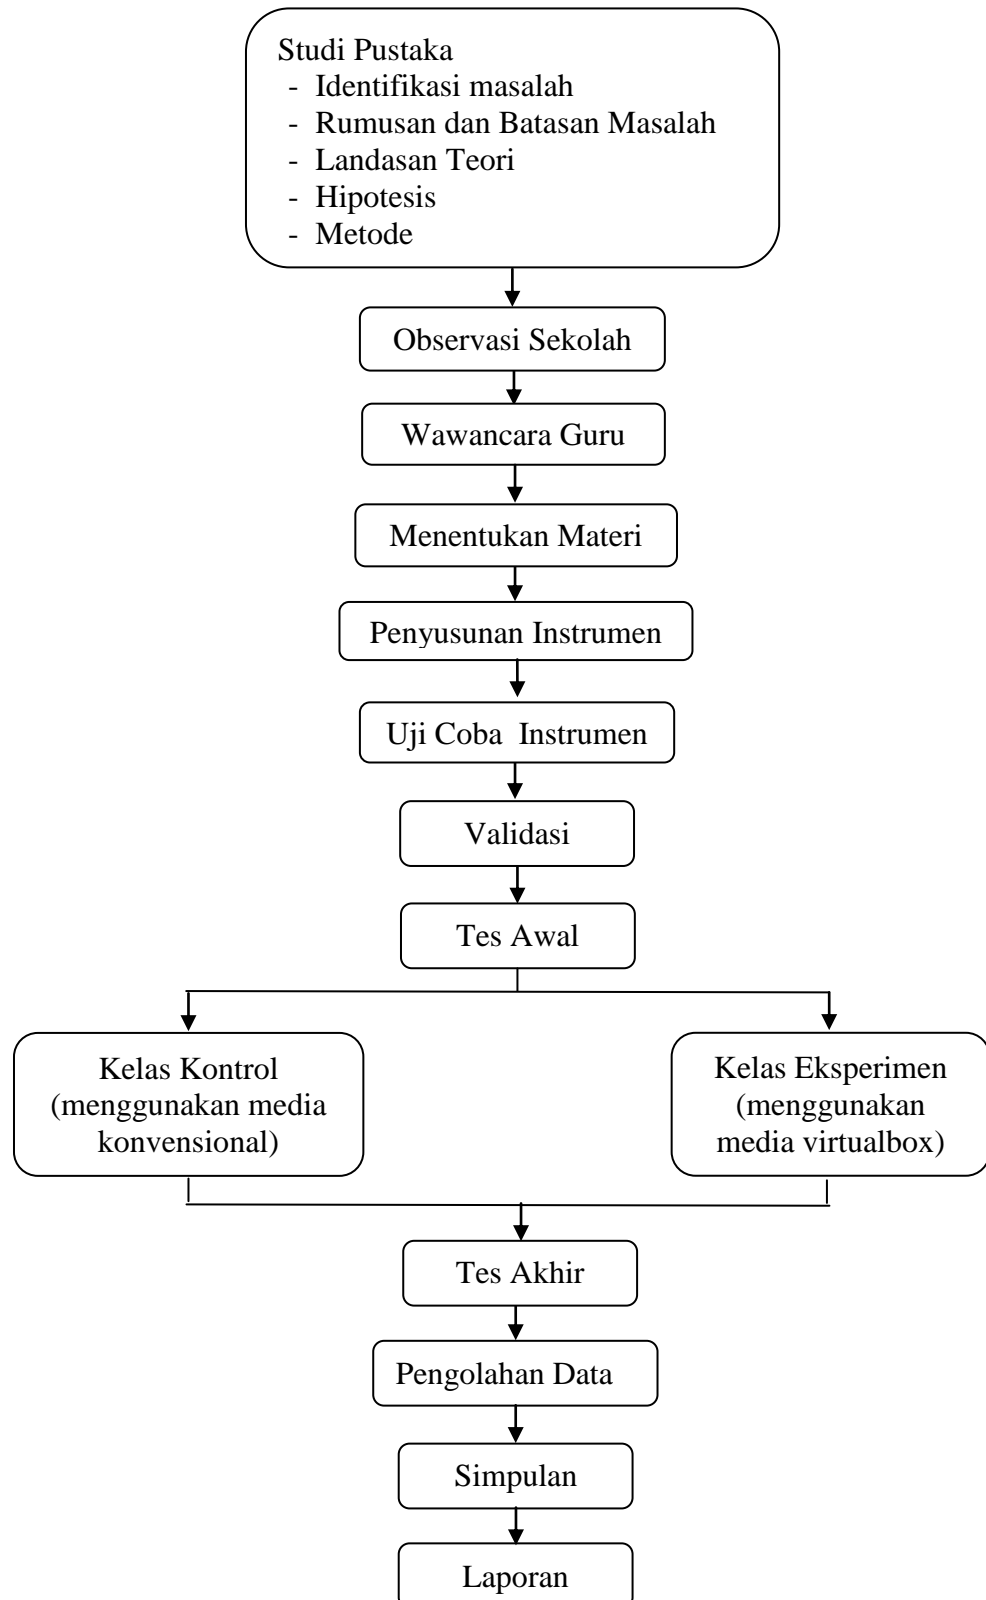 Studi Pustaka
- Identifikasi masalah
- Rumusan dan Batasan Masalah
- Landasan Teori
- Hipotesis
- Metode
Observasi Sekolah
Wawancara Guru
Menentukan Materi
Penyusunan Instrumen
Uji Coba  Instrumen
Validasi
Tes Awal
Kelas Kontrol
(menggunakan media
konvensional)
Kelas Eksperimen
(menggunakan
media virtualbox)
Tes Akhir
Pengolahan Data
Simpulan
Laporan